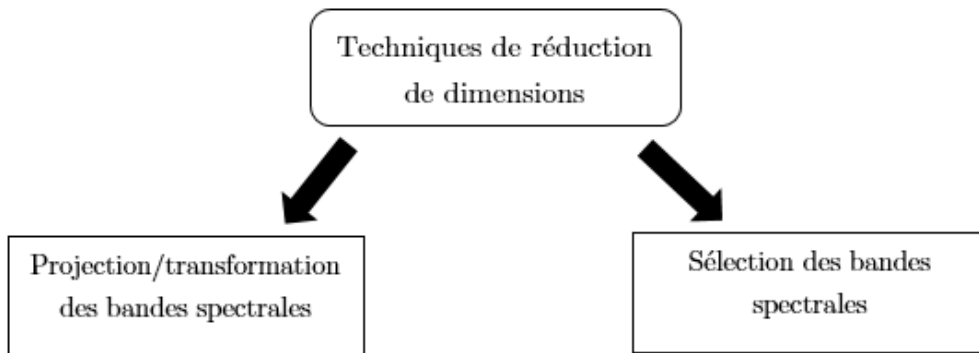 Techniques de réduction
de dimensions
Projection/transformation
des bandes spectrales
Sélection des bandes
spectrales